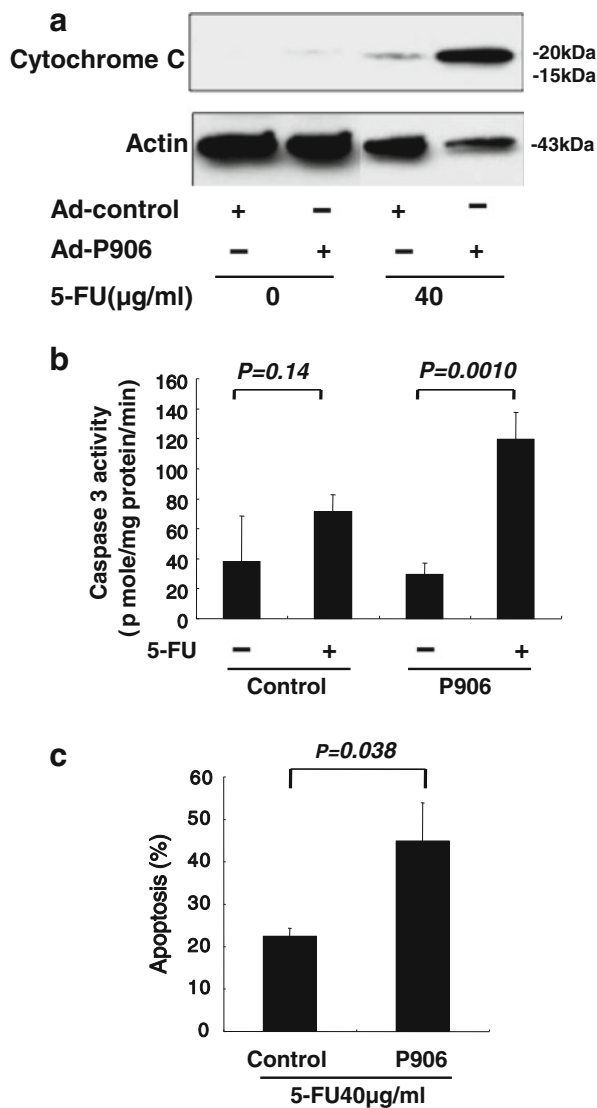 a
Cytochrome C
-20kDa
-15kDa
Actin
-43kDa
Ad-control + − + −
Ad-P906 − + − +
5-FU(µg/ml) 0 40
b
P=0.14 P=0.0010
Caspase 3 activity
(p mole/mg protein/min)
160
140
120
100
80
60
40
20
0
5-FU − + − +
Control P906
c
P=0.038
Apoptosis (%)
60
50
40
30
20
10
0
Control P906
5-FU40µg/ml